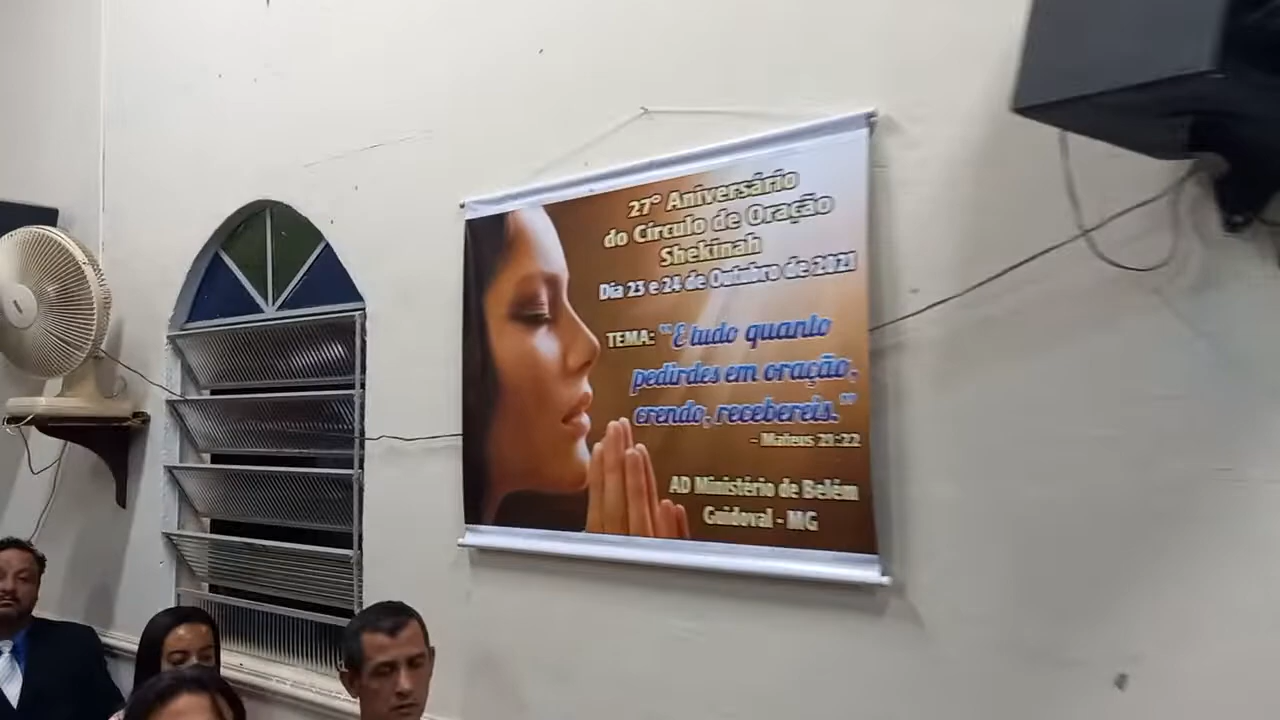 27° Aniversário
do Círculo de Oração
Shekinah
Dia 23 e 24 de Outubro de 2021
TEMA: "E tudo quanto
pedirdes em oração,
crendo, recebereis."
- Mateus 21:22
AD Ministério de Belém
Guidoval - MG